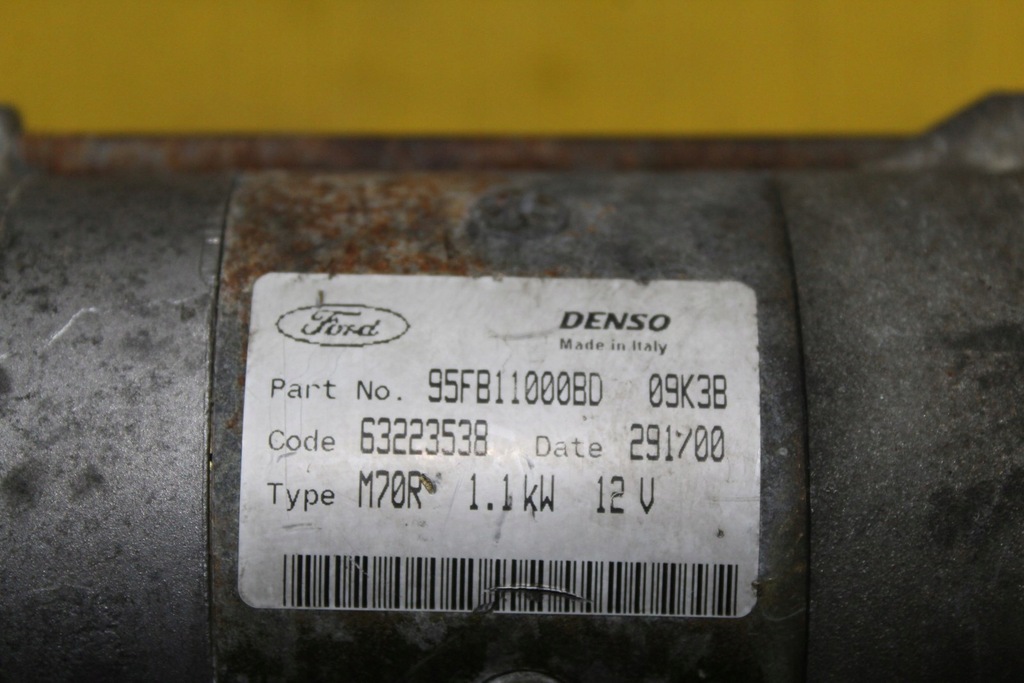 Ford DENSO
Made in Italy
Part No. 95FB11000BD 09K3B
Code 63223538 Date 291/00
Type M70R 1.1kW 12 V